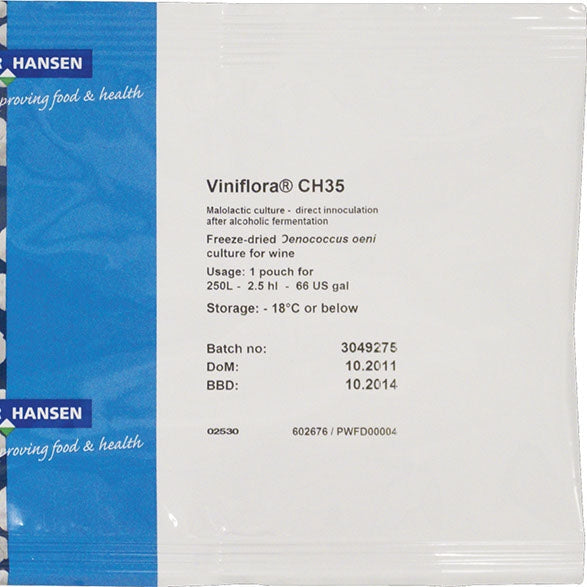 R HANSEN
proving food & health
Viniflora® CH35
Malolactic culture - direct innoculation
after alcoholic fermentation
Freeze-dried Oenococcus oeni
culture for wine
Usage: 1 pouch for
250L - 2.5 hl - 66 US gal
Storage: - 18°C or below
Batch no: 3049275
DoM: 10.2011
BBD: 10.2014
02530 602676 / PWFD00004
R HANSEN
proving food & health